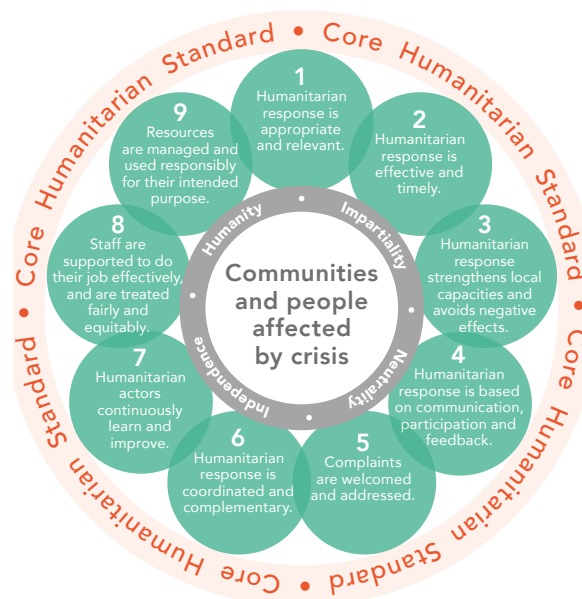 Core Humanitarian Standard • Core Humanitarian Standard • Core Humanitarian Standard • Core Humanitarian Standard •
1
Humanitarian
response is
appropriate
and relevant.
2
Humanitarian
response is
effective and
timely.
3
Humanitarian
response
strengthens local
capacities and
avoids negative
effects.
4
Humanitarian
response is based
on communication,
participation and
feedback.
5
Complaints
are welcomed
and addressed.
6
Humanitarian
response is
coordinated and
complementary.
7
Humanitarian
actors
continuously
learn and
improve.
8
Staff are
supported to do
their job effectively,
and are treated
fairly and
equitably.
9
Resources
are managed and
used responsibly
for their intended
purpose.
Humanity • Impartiality • Neutrality • Independence •
Communities
and people
affected
by crisis